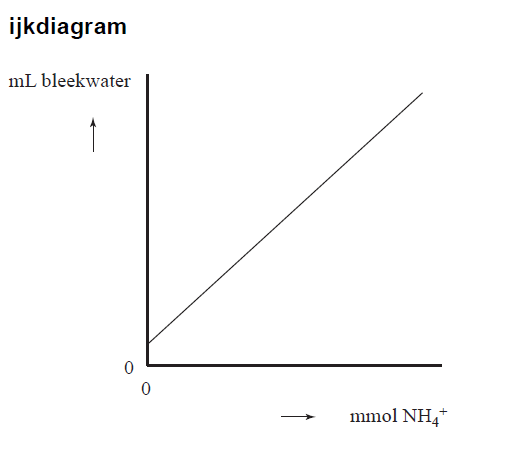 ijkdiagram
mL bleekwater
0
0
mmol NH₄⁺